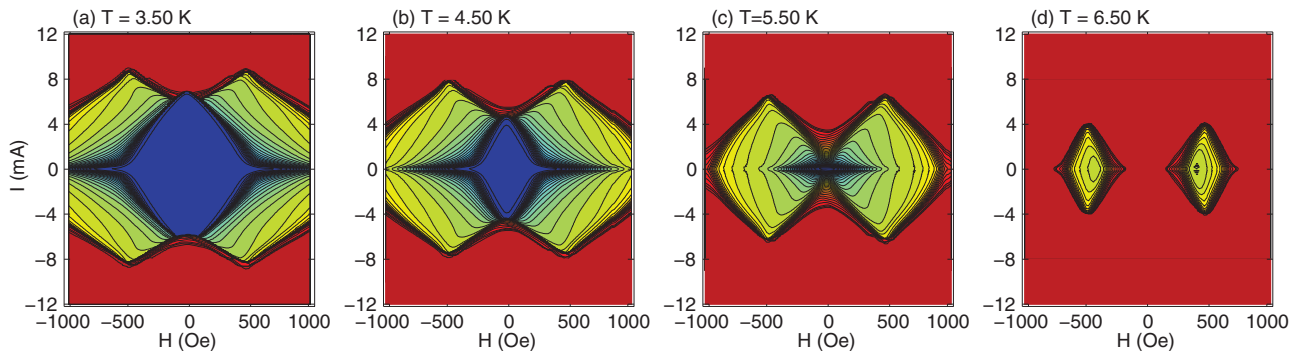 (a) T = 3.50 K (b) T = 4.50 K (c) T=5.50 K (d) T = 6.50 K
12 12 12 12
8 8 8 8
4 4 4 4
I (mA) 0 0 0 0
−4 −4 −4 −4
−8 −8 −8 −8
−12 −12 −12 −12
−1000 −500 0 500 1000 −1000 −500 0 500 1000 −1000 −500 0 500 1000 −1000 −500 0 500 1000
H (Oe) H (Oe) H (Oe) H (Oe)